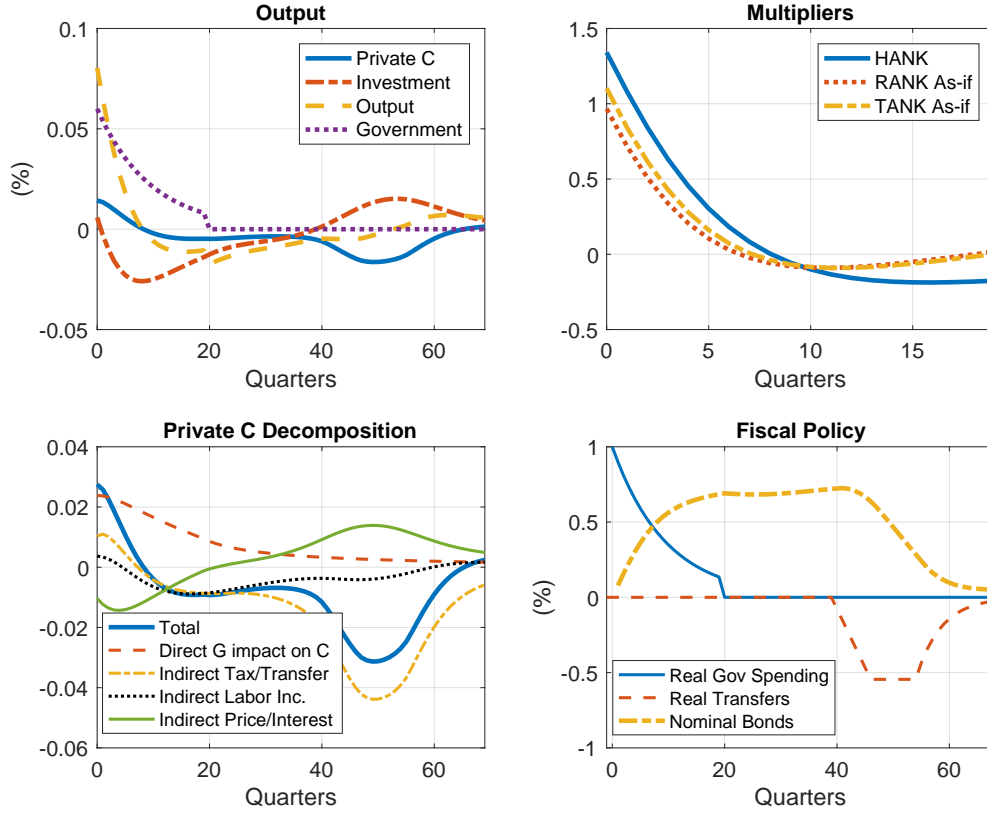 Output
0.1
0.05
0
-0.05
(%)
0 20 40 60
Quarters
Private C
Investment
Output
Government
Multipliers
1.5
1
0.5
0
-0.5
0 5 10 15
Quarters
HANK
RANK As-if
TANK As-if
Private C Decomposition
0.04
0.02
0
-0.02
-0.04
-0.06
0 20 40 60
Quarters
Total
Direct G impact on C
Indirect Tax/Transfer
Indirect Labor Inc.
Indirect Price/Interest
Fiscal Policy
1
0.5
0
-0.5
-1
(%)
0 20 40 60
Quarters
Real Gov Spending
Real Transfers
Nominal Bonds